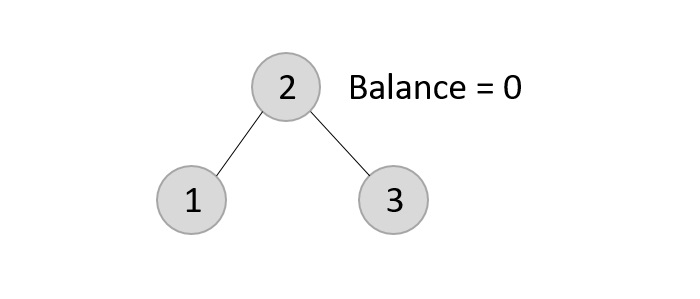 2 Balance = 0
1 3